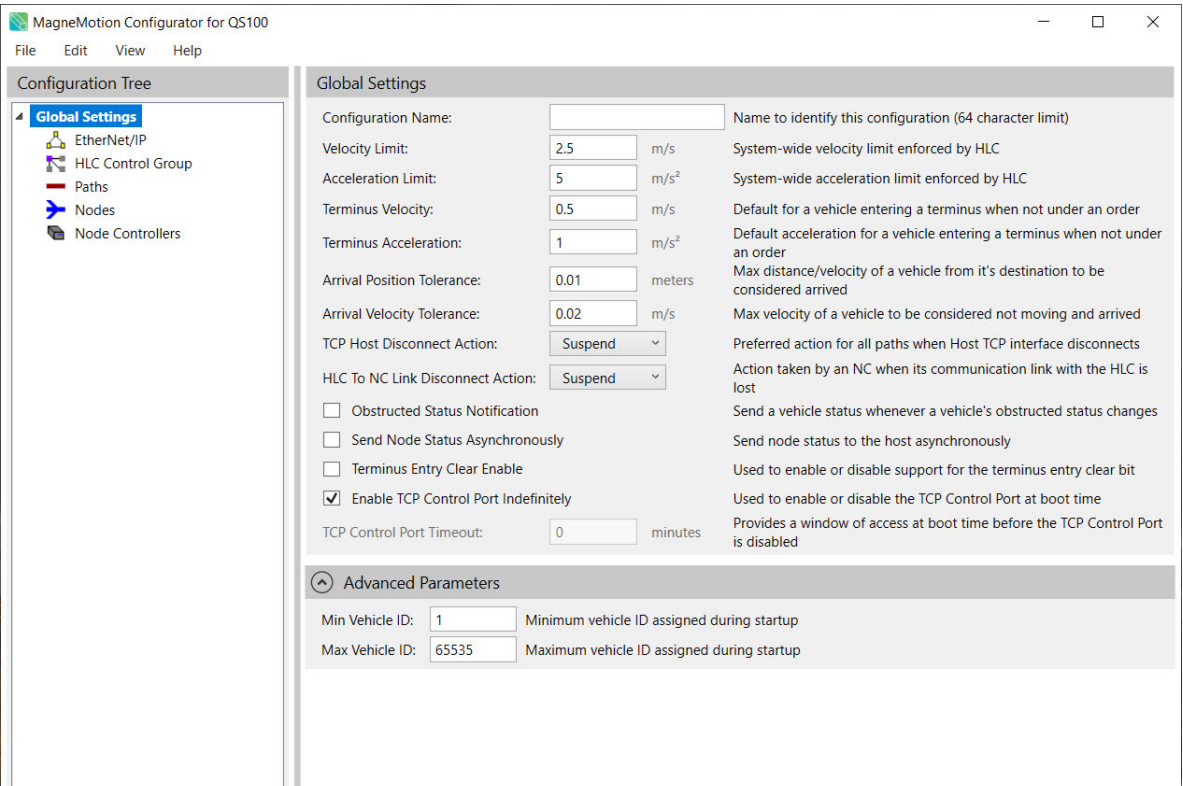 MagneMotion Configurator for QS100
File Edit View Help
Configuration Tree
Global Settings
EtherNet/IP
HLC Control Group
Paths
Nodes
Node Controllers
Global Settings
Configuration Name: Name to identify this configuration (64 character limit)
Velocity Limit: 2.5 m/s System-wide velocity limit enforced by HLC
Acceleration Limit: 5 m/s² System-wide acceleration limit enforced by HLC
Terminus Velocity: 0.5 m/s Default for a vehicle entering a terminus when not under an order
Terminus Acceleration: 1 m/s² Default acceleration for a vehicle entering a terminus when not under
an order
Arrival Position Tolerance: 0.01 meters Max distance/velocity of a vehicle from it's destination to be
considered arrived
Arrival Velocity Tolerance: 0.02 m/s Max velocity of a vehicle to be considered not moving and arrived
TCP Host Disconnect Action: Suspend Preferred action for all paths when Host TCP interface disconnects
HLC To NC Link Disconnect Action: Suspend Action taken by an NC when its communication link with the HLC is
lost
Obstructed Status Notification Send a vehicle status whenever a vehicle's obstructed status changes
Send Node Status Asynchronously Send node status to the host asynchronously
Terminus Entry Clear Enable Used to enable or disable support for the terminus entry clear bit
Enable TCP Control Port Indefinitely Used to enable or disable the TCP Control Port at boot time
TCP Control Port Timeout: 0 minutes Provides a window of access at boot time before the TCP Control Port
is disabled
Advanced Parameters
Min Vehicle ID: 1 Minimum vehicle ID assigned during startup
Max Vehicle ID: 65535 Maximum vehicle ID assigned during startup